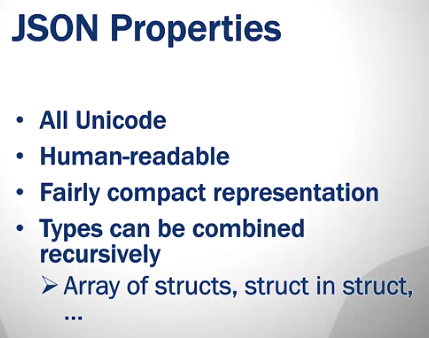 JSON Properties
• All Unicode
• Human-readable
• Fairly compact representation
• Types can be combined
recursively
➢ Array of structs, struct in struct,
...